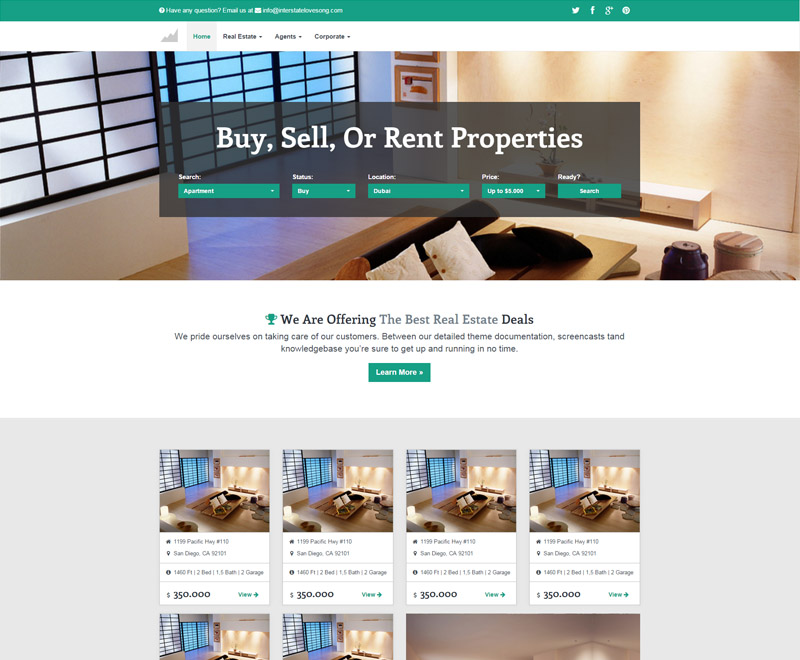 Have any question? Email us at info@interstatelovesong.com
Home Real Estate Agents Corporate
Buy, Sell, Or Rent Properties
Search: Status: Location: Price: Ready?
Apartment Buy Dubai Up to $5.000 Search
We Are Offering The Best Real Estate Deals
We pride ourselves on taking care of our customers. Between our detailed theme documentation, screencasts tand
knowledgebase you're sure to get up and running in no time.
Learn More »
1199 Pacific Hwy #110 1199 Pacific Hwy #110 1199 Pacific Hwy #110 1199 Pacific Hwy #110
San Diego, CA 92101 San Diego, CA 92101 San Diego, CA 92101 San Diego, CA 92101
1460 Ft | 2 Bed | 1,5 Bath | 2 Garage 1460 Ft | 2 Bed | 1,5 Bath | 2 Garage 1460 Ft | 2 Bed | 1,5 Bath | 2 Garage 1460 Ft | 2 Bed | 1,5 Bath | 2 Garage
$ 350.000 View $ 350.000 View $ 350.000 View $ 350.000 View